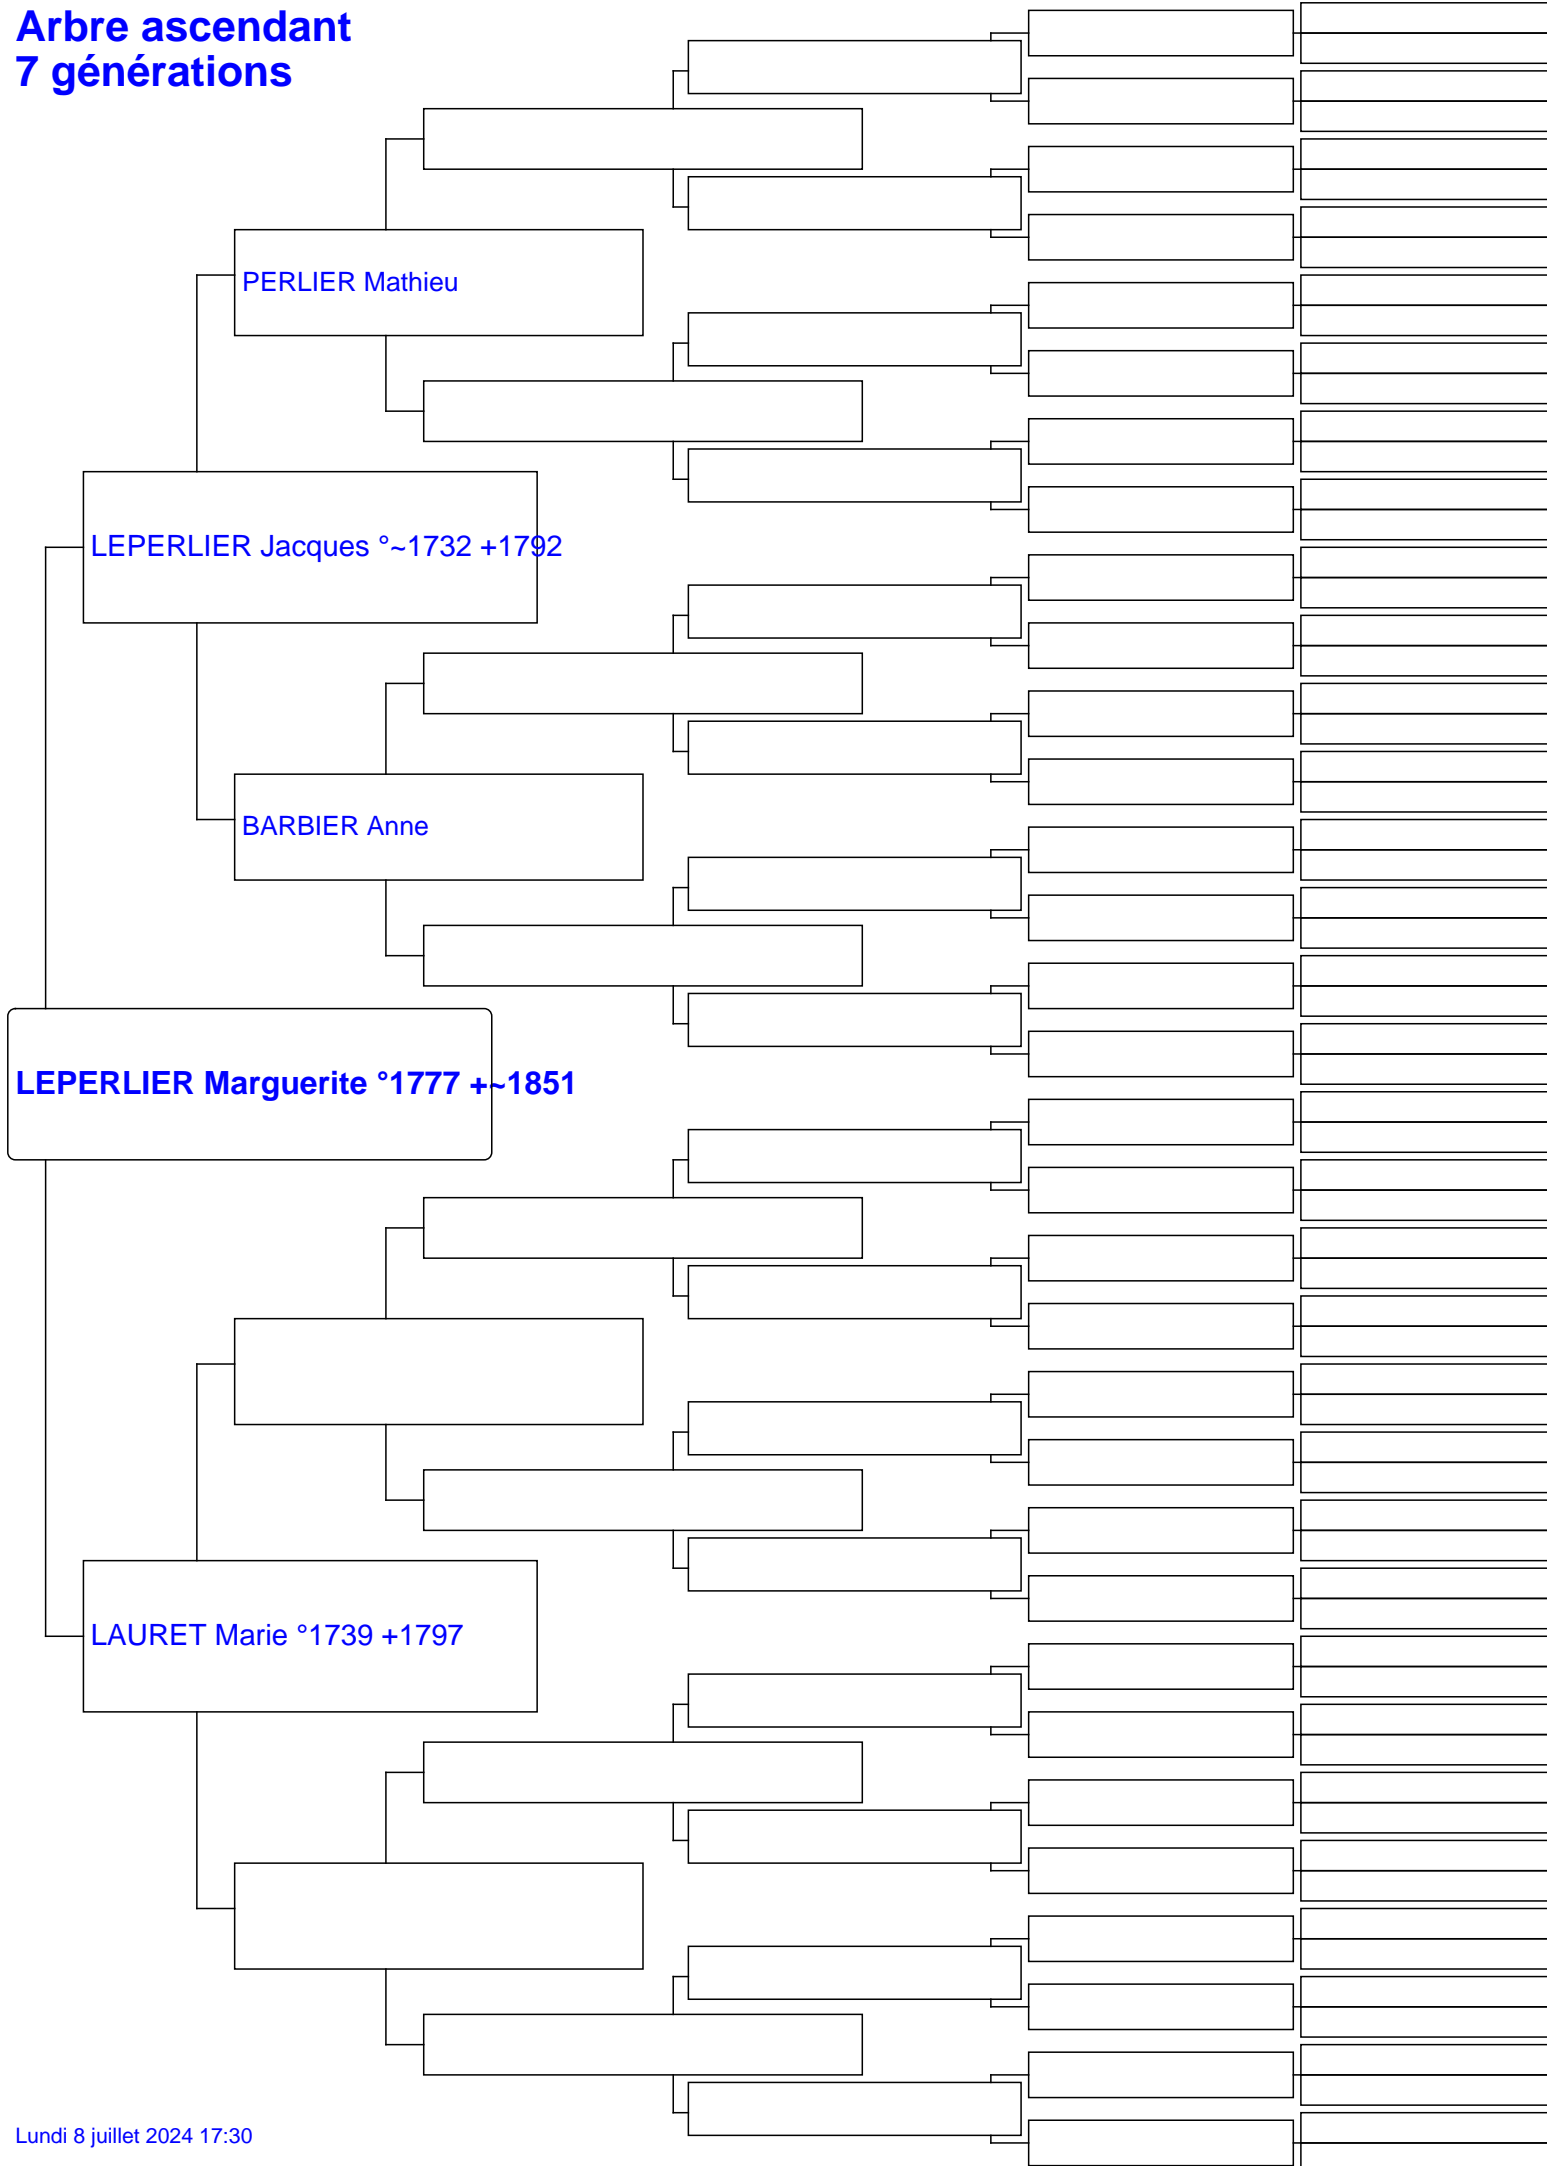 Arbre ascendant
7 générations
PERLIER Mathieu
LEPERLIER Jacques °~1732 +1792
BARBIER Anne
LEPERLIER Marguerite °1777 +~1851
LAURET Marie °1739 +1797
Lundi 8 juillet 2024 17:30